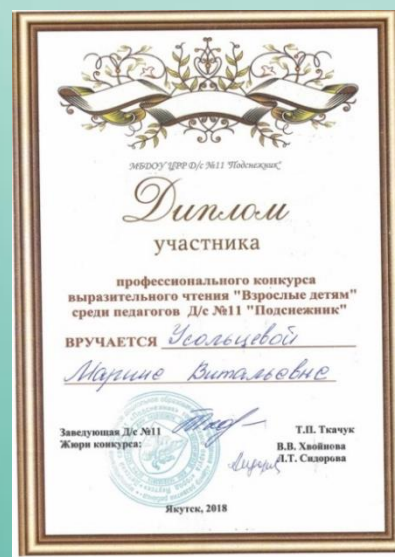 МБДОУ ЦРР Д/с №11 "Подснежник"
Диплом
участника
профессионального конкурса
выразительного чтения "Взрослые детям"
среди педагогов Д/с №11 "Подснежник"
ВРУЧАЕТСЯ Усольцевой
Марине Витальевне
Заведующая Д/с №11 Т.П. Ткачук
Жюри конкурса: В.В. Хвойнова
Л.Т. Сидорова
Якутск, 2018